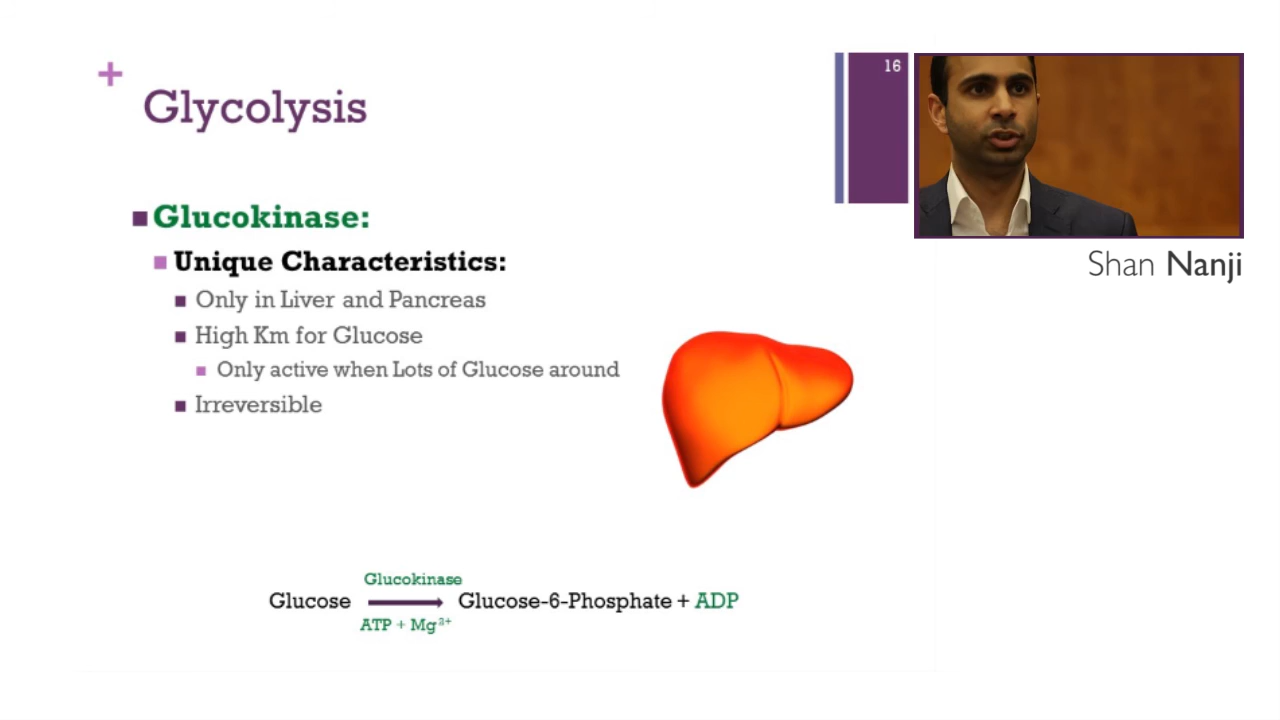 +
Glycolysis
16
Glucokinase:
Unique Characteristics:
Only in Liver and Pancreas
High Km for Glucose
Only active when Lots of Glucose around
Irreversible
Shan Nanji
Glucokinase
Glucose Glucose-6-Phosphate + ADP
ATP + Mg²⁺